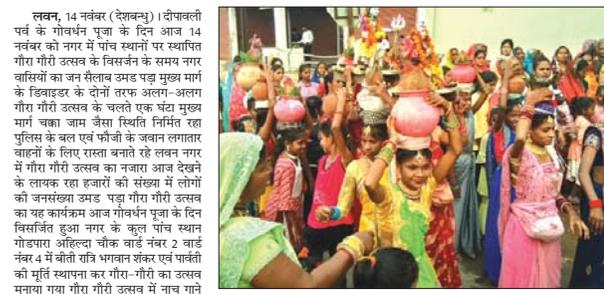 लवन, 14 नवंबर (देशबन्धु)। दीपावली
पर्व के गोवर्धन पूजा के दिन आज 14
नवंबर को नगर में पांच स्थानों पर स्थापित
गौरा गौरी उत्सव के विसर्जन के समय नगर
वासियों का जन सैलाब उमड पड़ा मुख्य मार्ग
के डिवाइडर के दोनों तरफ अलग-अलग
गौरा गौरी उत्सव के चलते एक घंटा मुख्य
मार्ग चक्का जाम जैसा स्थिति निर्मित रहा
पुलिस के बल एवं फौजी के जवान लगातार
वाहनों के लिए रास्ता बनाते रहे लवन नगर
में गौरा गौरी उत्सव का नजारा आज देखने
के लायक रहा हजारों की संख्या में लोगों
की जनसंख्या उमड पड़ा गौरा गौरी उत्सव
का यह कार्यक्रम आज गोवर्धन पूजा के दिन
विसर्जित हुआ नगर के कुल पांच स्थान
गोडपारा अहिल्दा चौक वार्ड नंबर 2 वार्ड
नंबर 4 में बीती रात्रि भगवान शंकर एवं पार्वती
की मूर्ति स्थापना कर गौरा-गौरी का उत्सव
मनाया गया गौरा गौरी उत्सव में नाच गाने